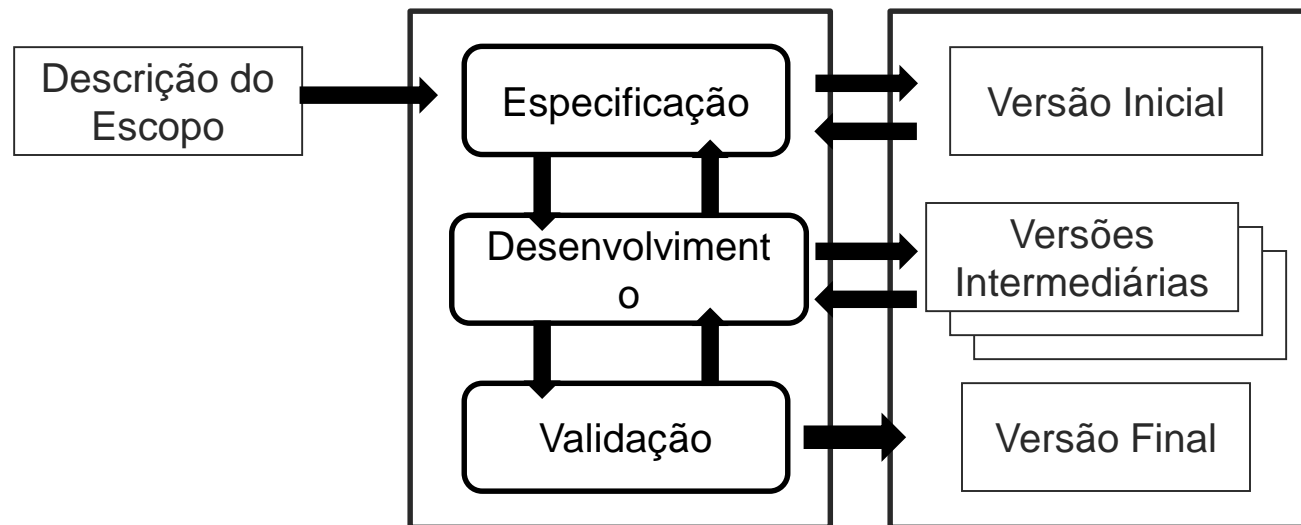 Descrição do
Escopo
Especificação
Desenvolviment
o
Validação
Versão Inicial
Versões
Intermediárias
Versão Final